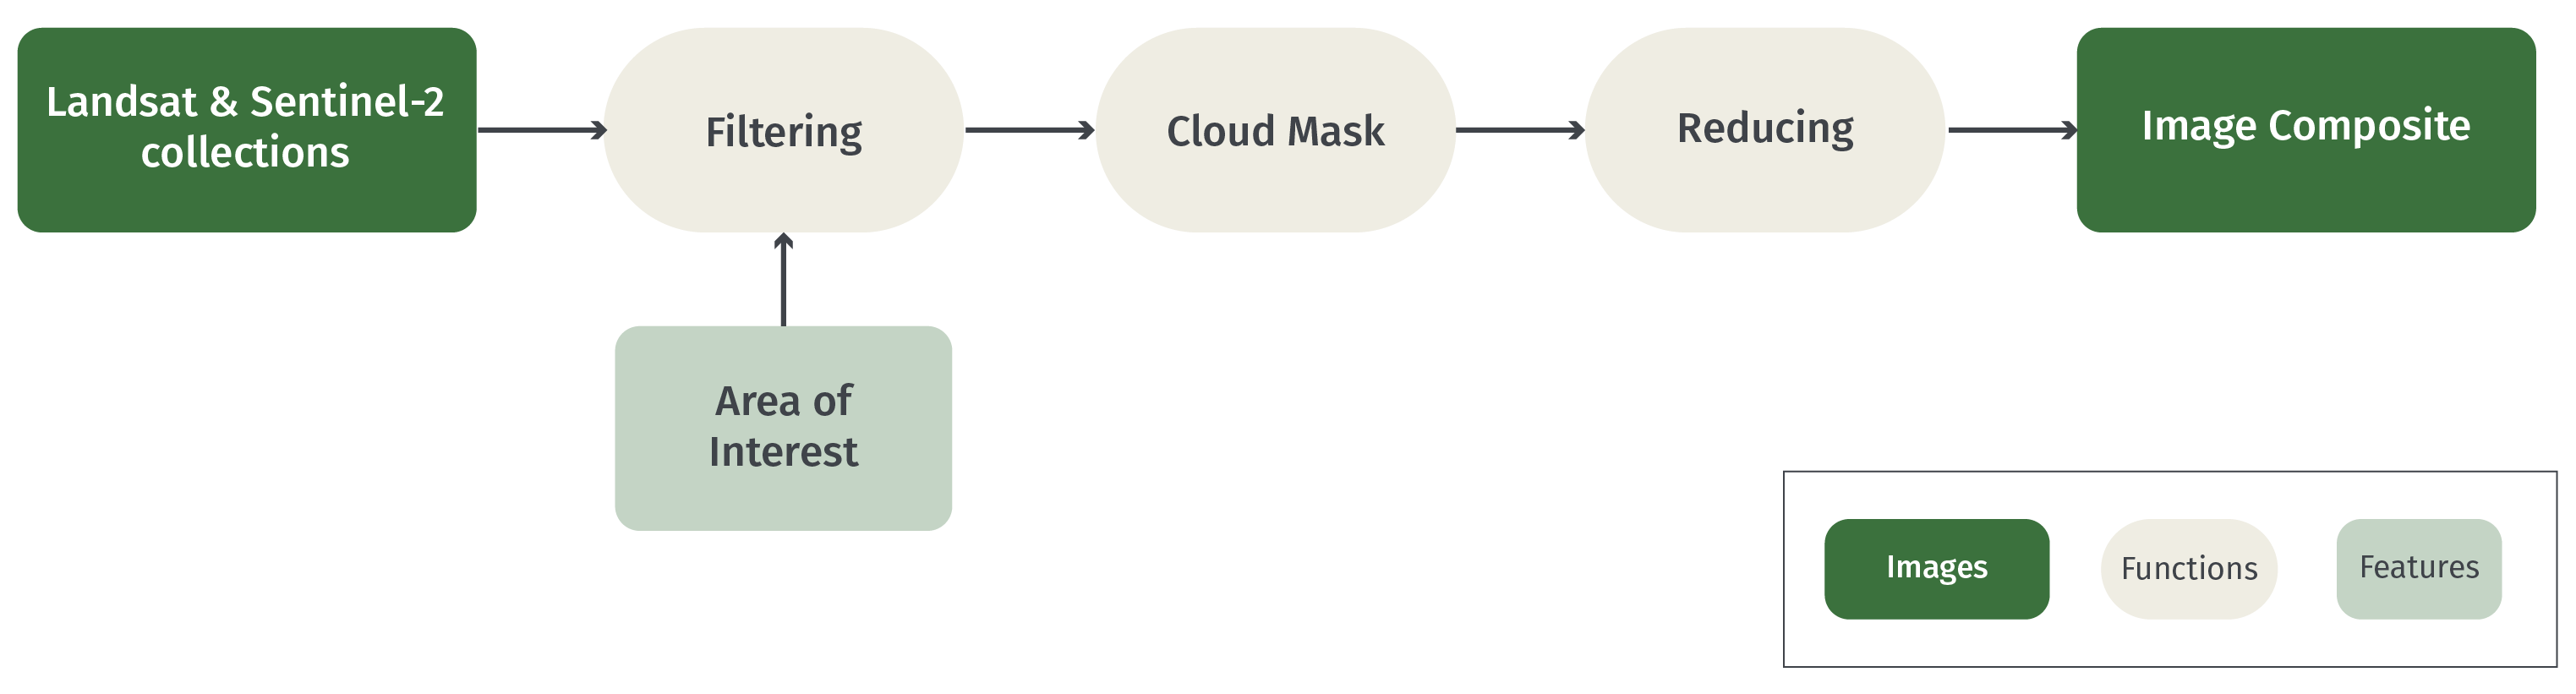 Landsat & Sentinel-2
collections
Filtering
Cloud Mask
Reducing
Image Composite
Area of
Interest
Images
Functions
Features